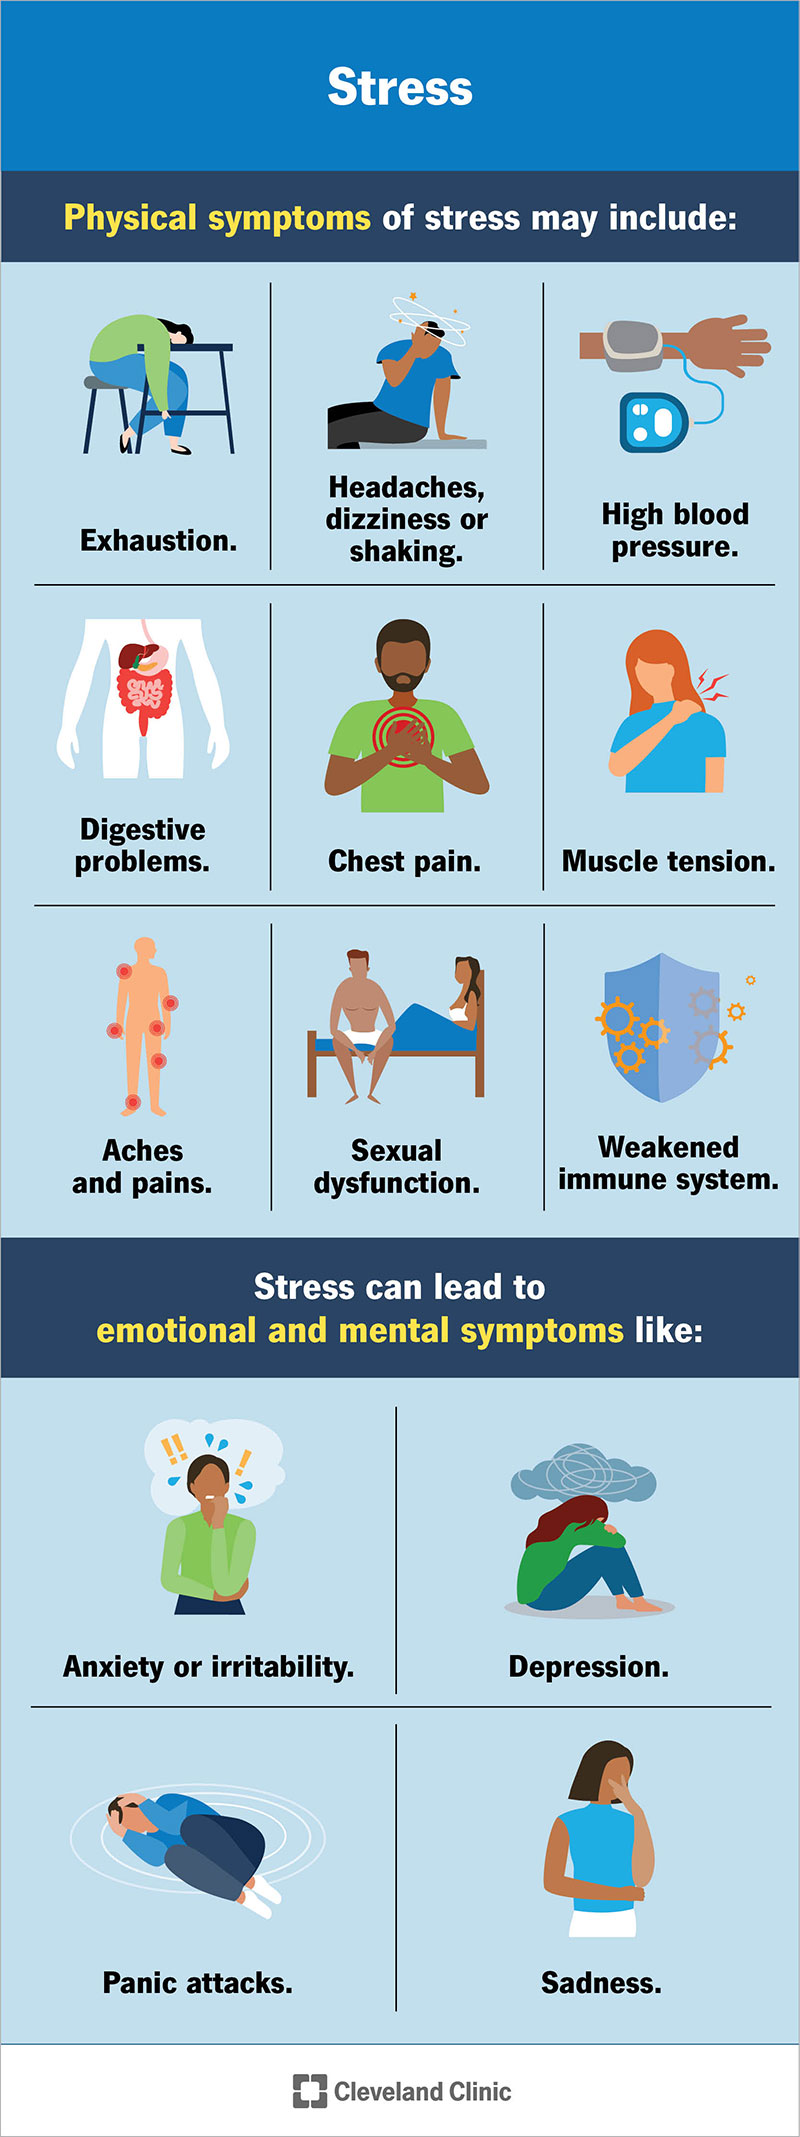 Stress
Physical symptoms of stress may include:
Exhaustion.
Headaches,
dizziness or
shaking.
High blood
pressure.
Digestive
problems.
Chest pain.
Muscle tension.
Aches
and pains.
Sexual
dysfunction.
Weakened
immune system.
Stress can lead to
emotional and mental symptoms like:
Anxiety or irritability.
Depression.
Panic attacks.
Sadness.
Cleveland Clinic